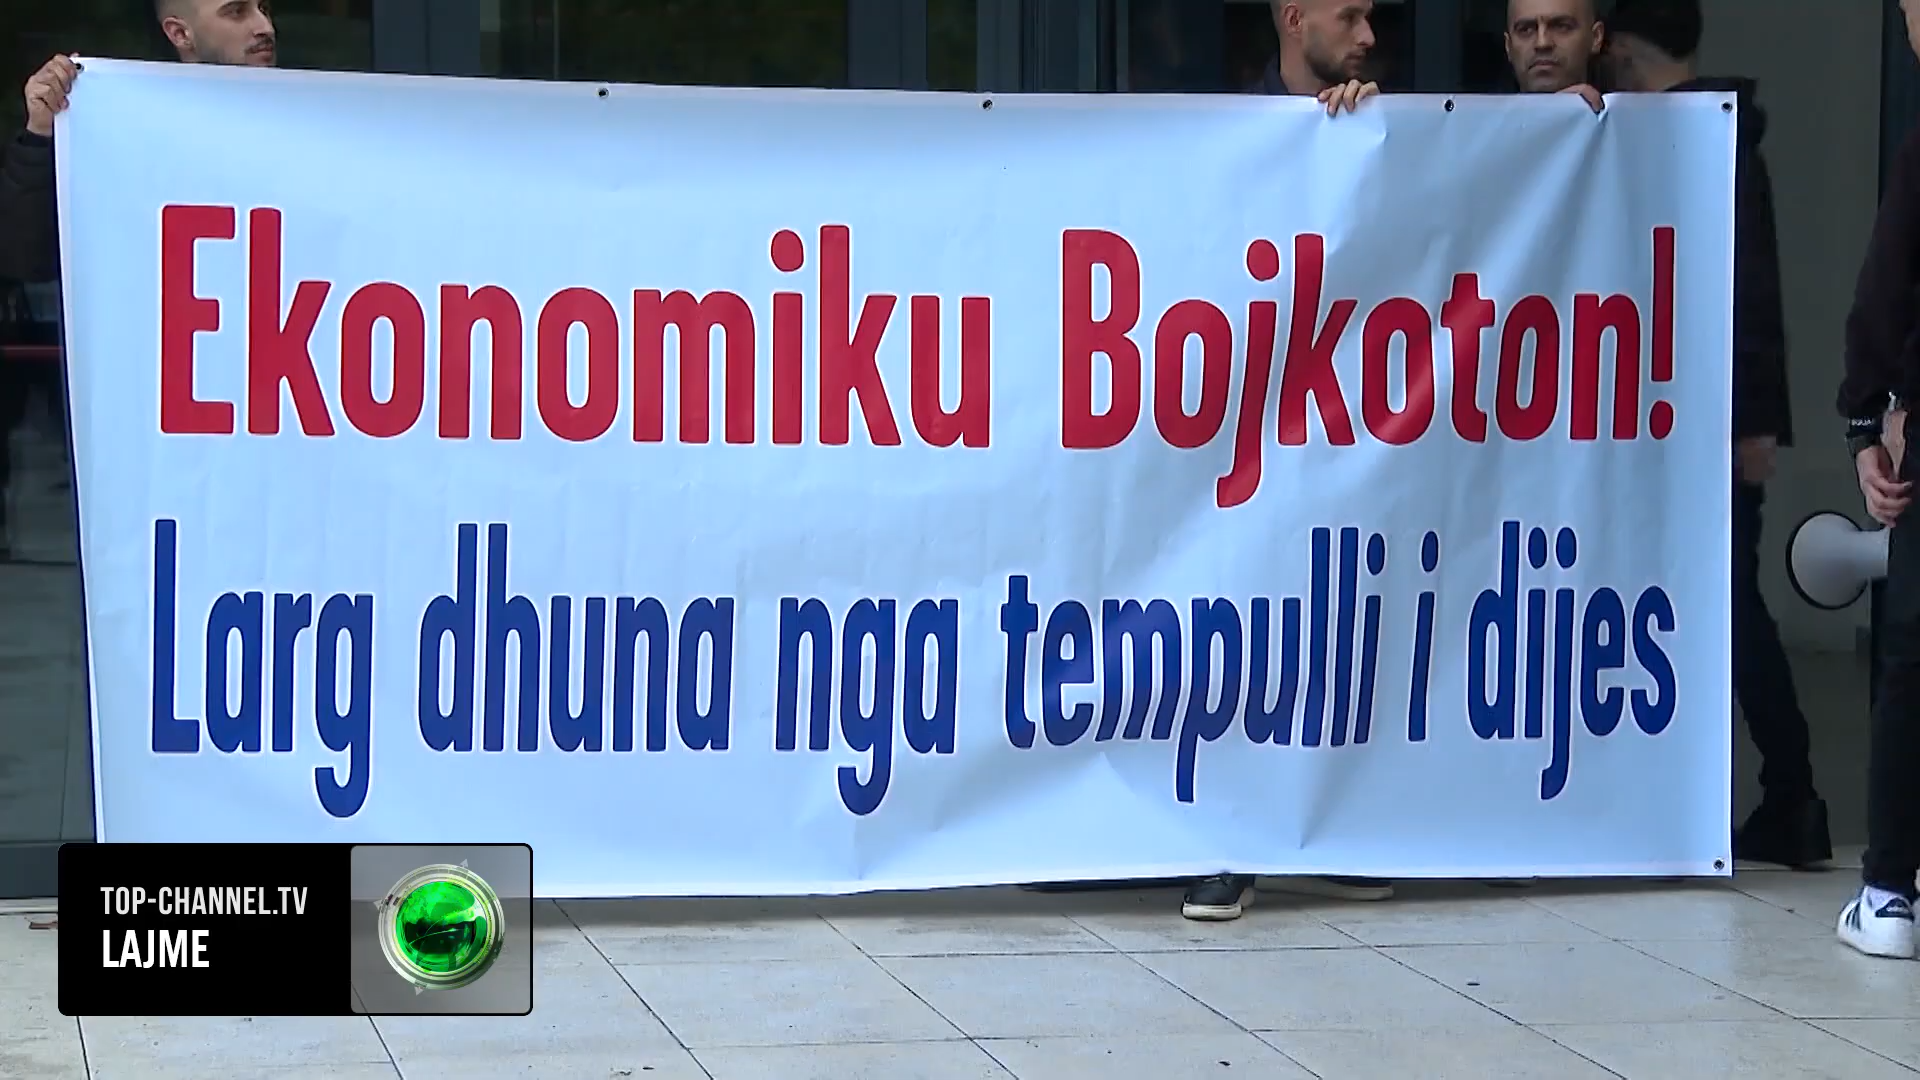 Ekonomiku Bojkoton!
Larg dhuna nga tempulli i dijes
TOP-CHANNEL.TV
LAJME